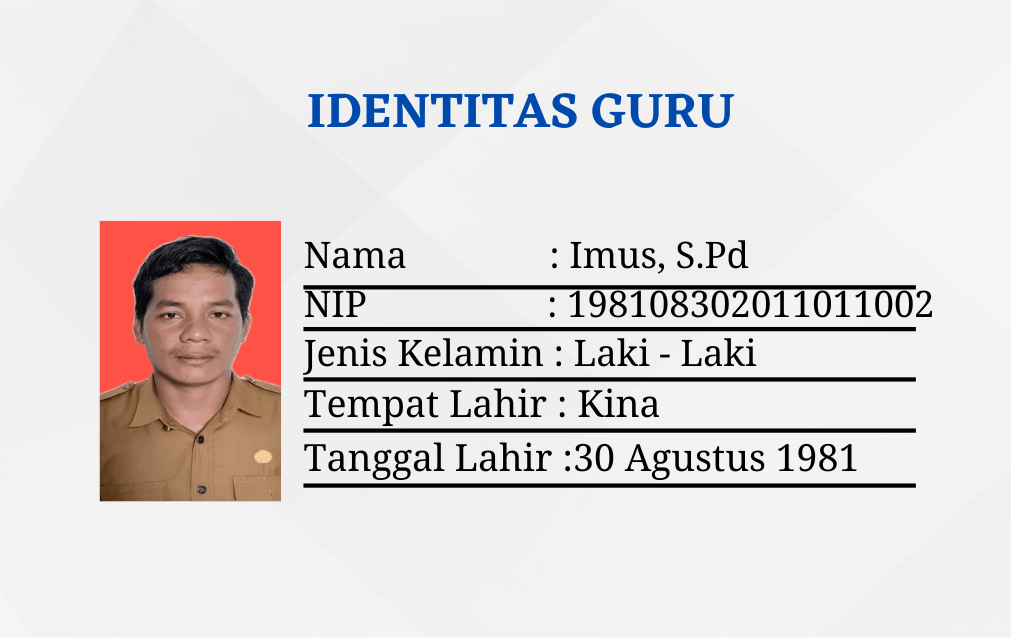 IDENTITAS GURU
Nama : Imus, S.Pd
NIP : 198108302011011002
Jenis Kelamin : Laki - Laki
Tempat Lahir : Kina
Tanggal Lahir :30 Agustus 1981